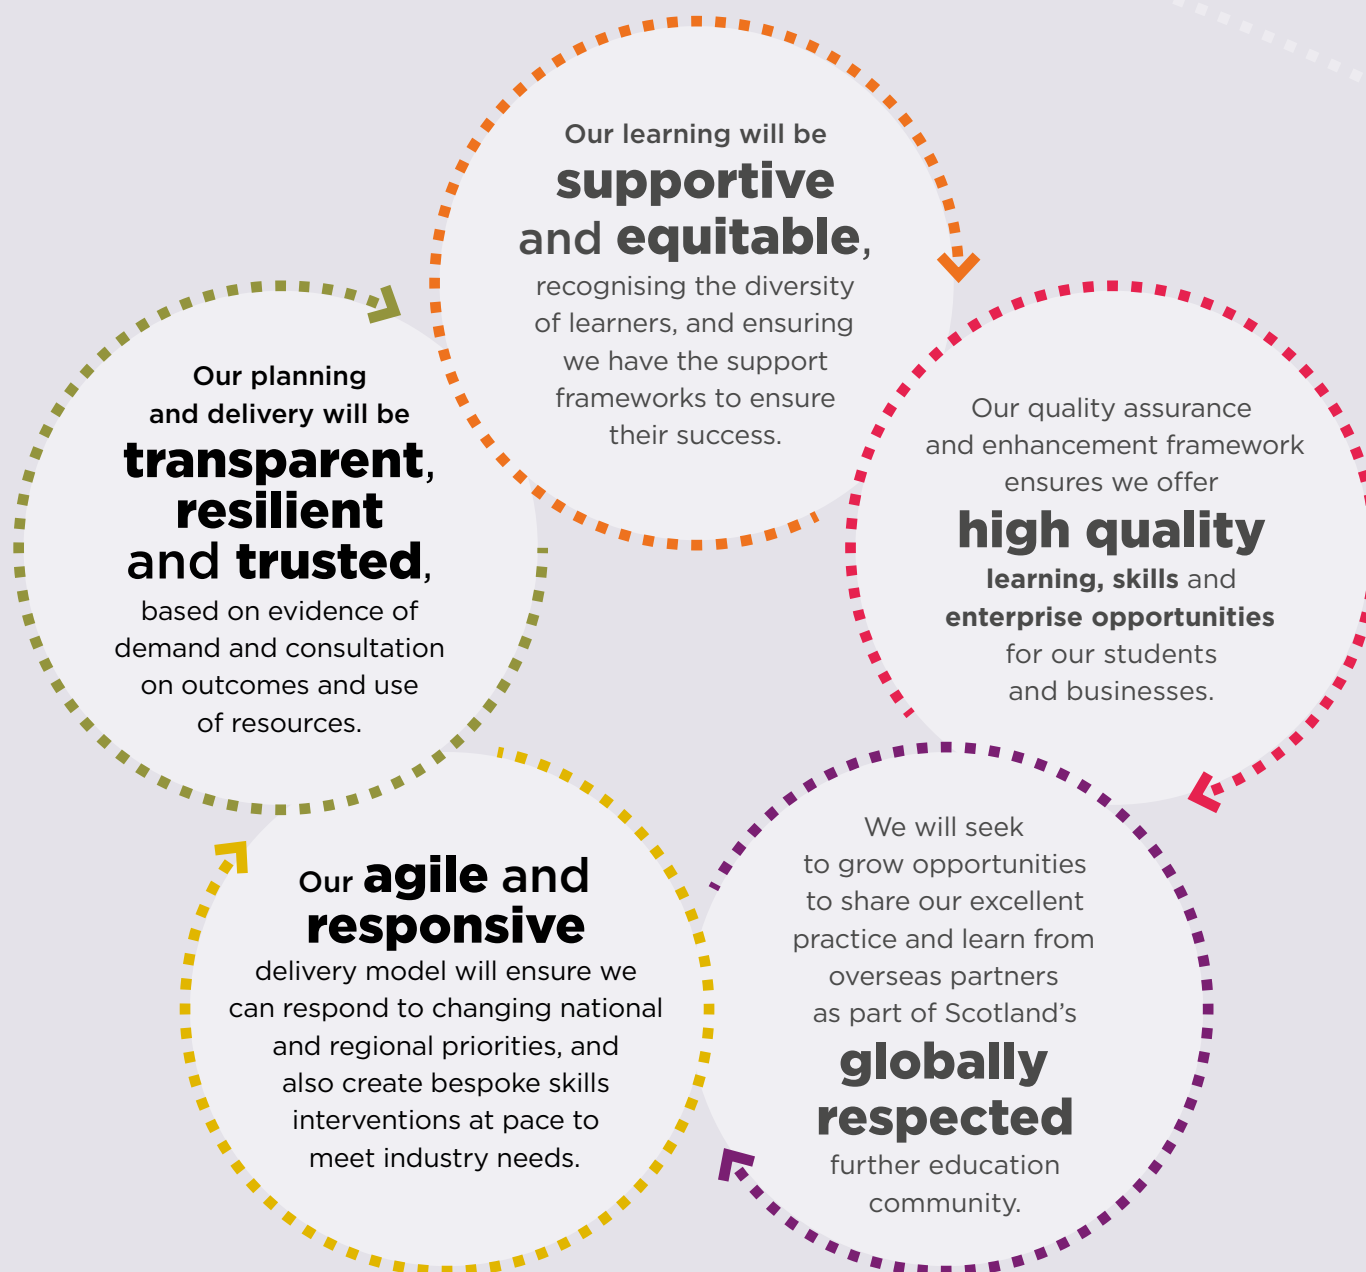 Our learning will be
supportive
and equitable,
recognising the diversity
of learners, and ensuring
we have the support
frameworks to ensure
their success.
Our quality assurance
and enhancement framework
ensures we offer
high quality
learning, skills and
enterprise opportunities
for our students
and businesses.
We will seek
to grow opportunities
to share our excellent
practice and learn from
overseas partners
as part of Scotland’s
globally
respected
further education
community.
Our agile and
responsive
delivery model will ensure we
can respond to changing national
and regional priorities, and
also create bespoke skills
interventions at pace to
meet industry needs.
Our planning
and delivery will be
transparent,
resilient
and trusted,
based on evidence of
demand and consultation
on outcomes and use
of resources.